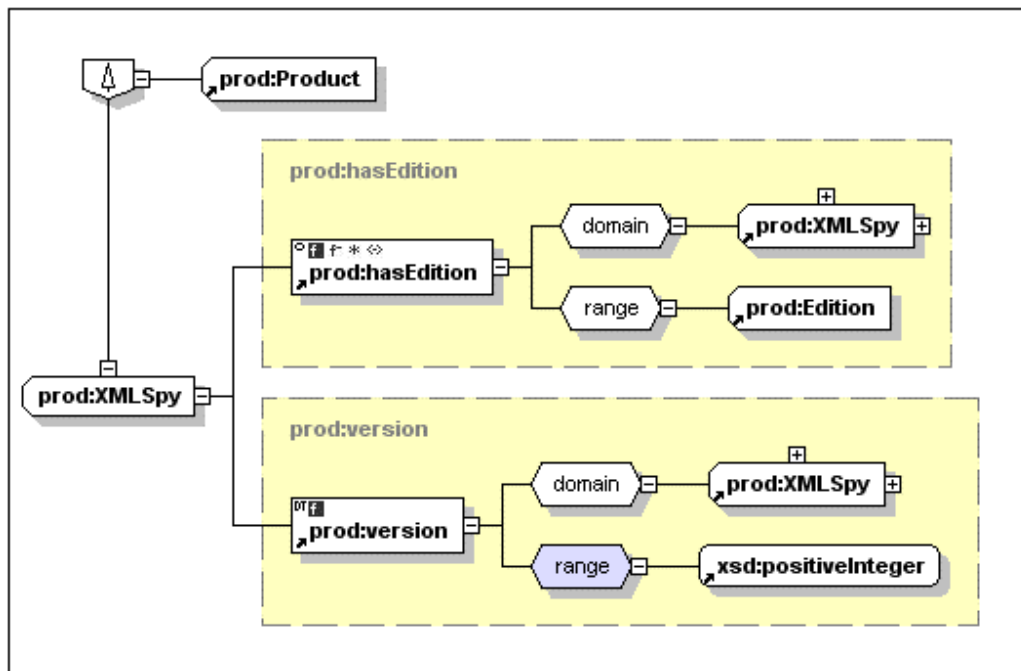 prod:Product
prod:hasEdition
domain
prod:XMLSpy
O f f: * <>
prod:hasEdition
range
prod:Edition
prod:XMLSpy
prod:version
domain
prod:XMLSpy
DT f
prod:version
range
xsd:positiveInteger